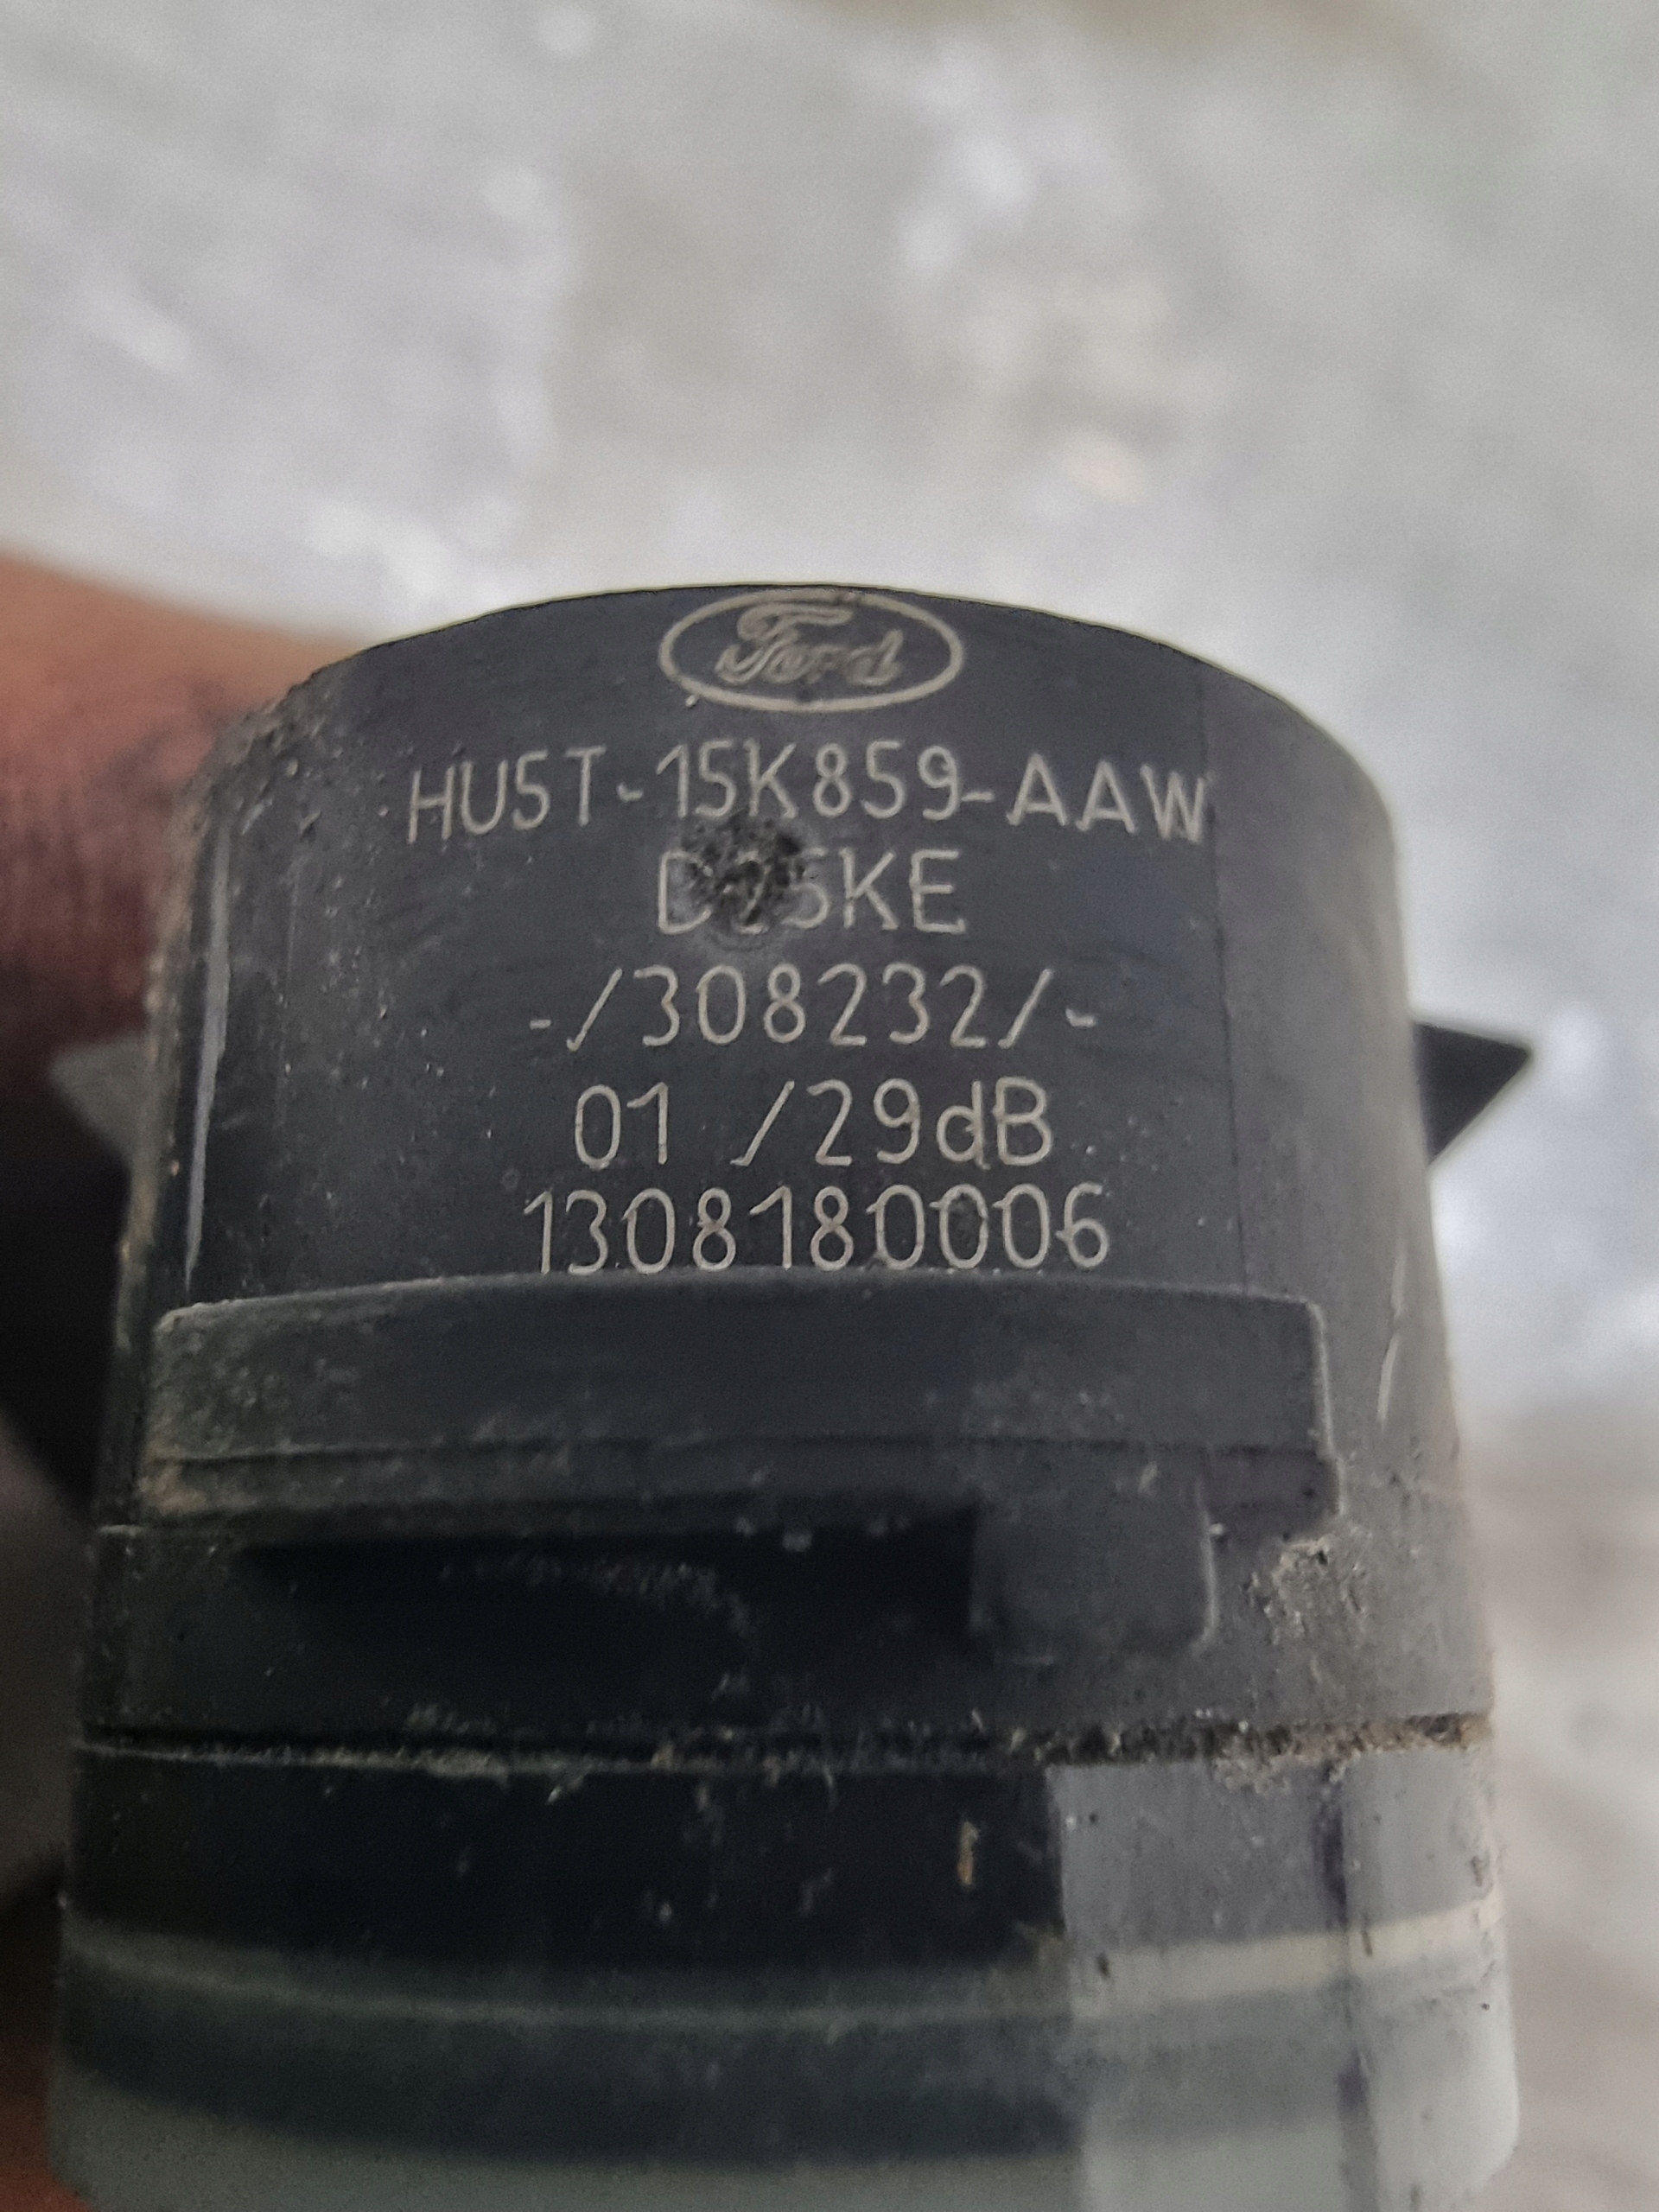 Ford
HU5T-15K859-AAW
-/308232/-
01 /29dB
1308180006